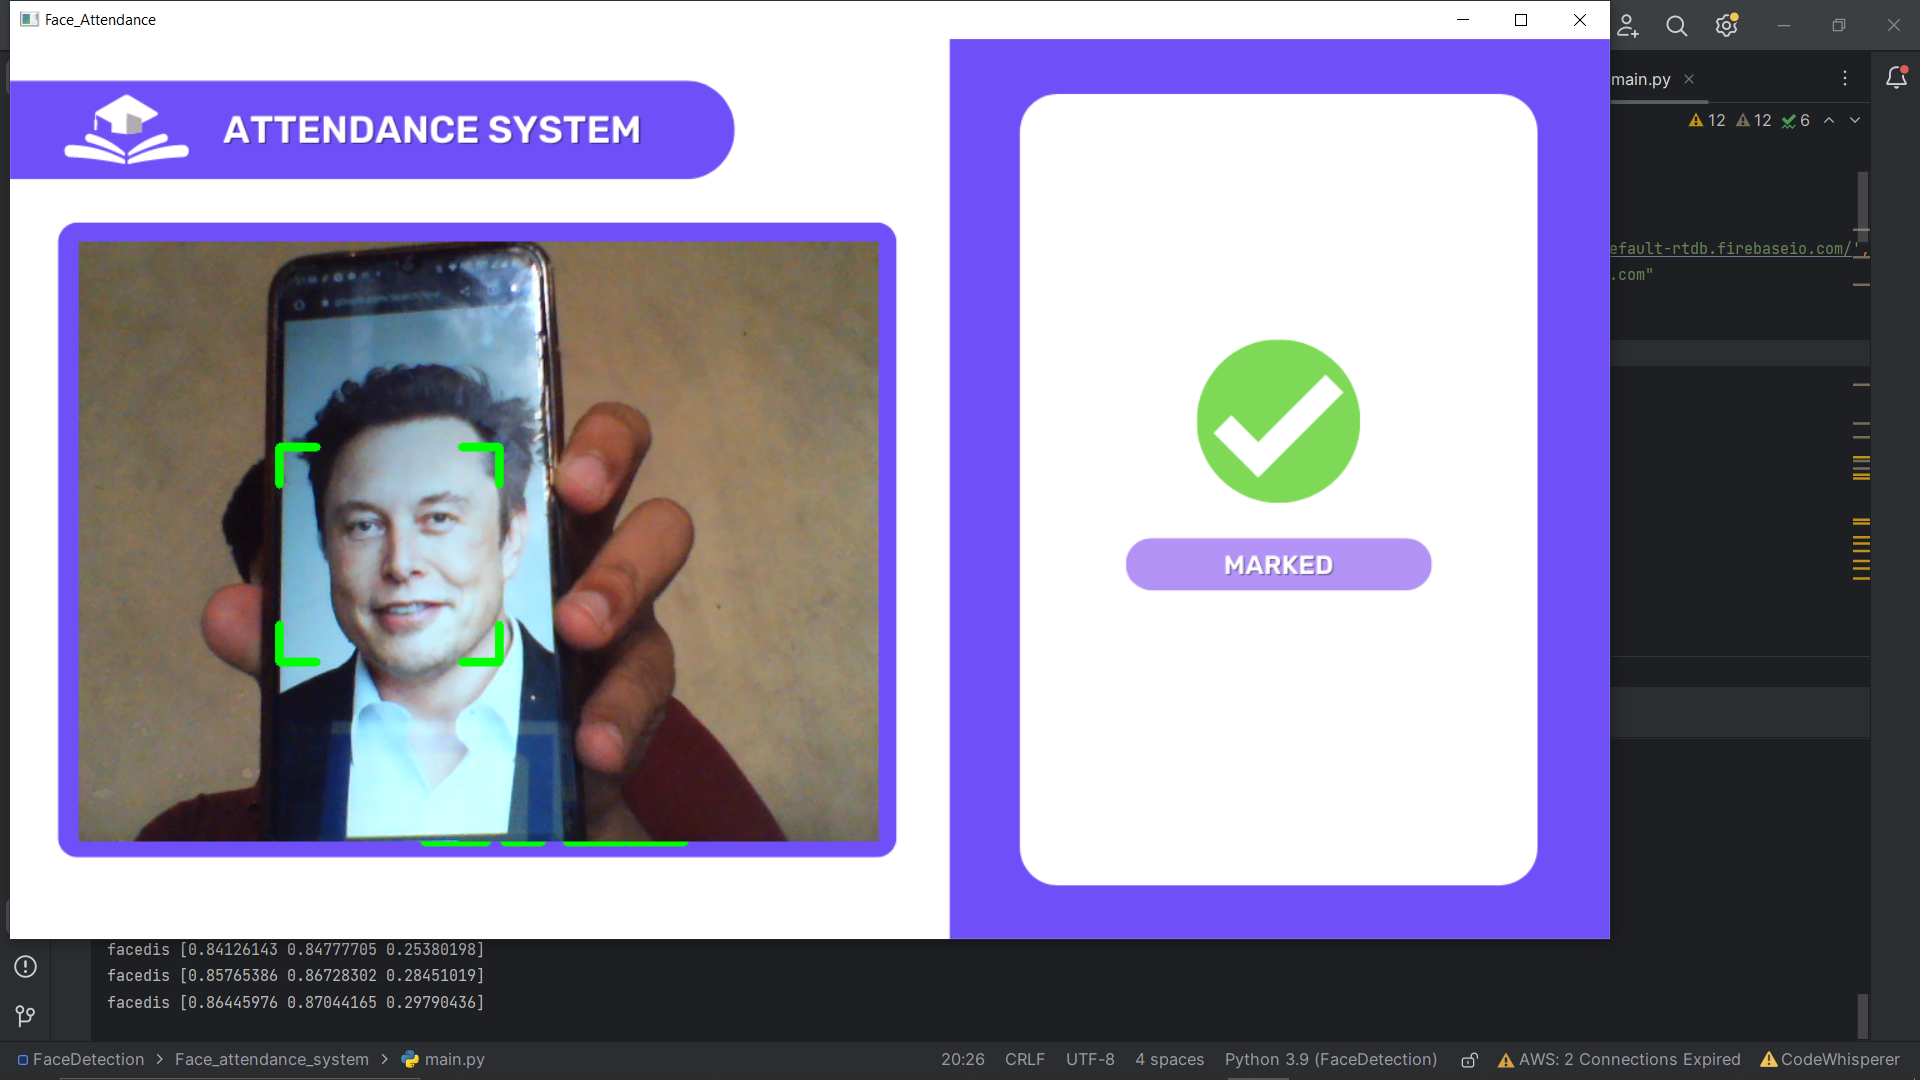 Face_Attendance
ATTENDANCE SYSTEM
MARKED
main.py
12 12 6
efault-rtdb.firebaseio.com/',
.com"
facedis [0.84126143 0.84777705 0.25380198]
facedis [0.85765386 0.86728302 0.28451019]
facedis [0.86445976 0.87044165 0.29790436]
FaceDetection > Face_attendance_system > main.py
20:26 CRLF UTF-8 4 spaces Python 3.9 (FaceDetection) AWS: 2 Connections Expired CodeWhisperer